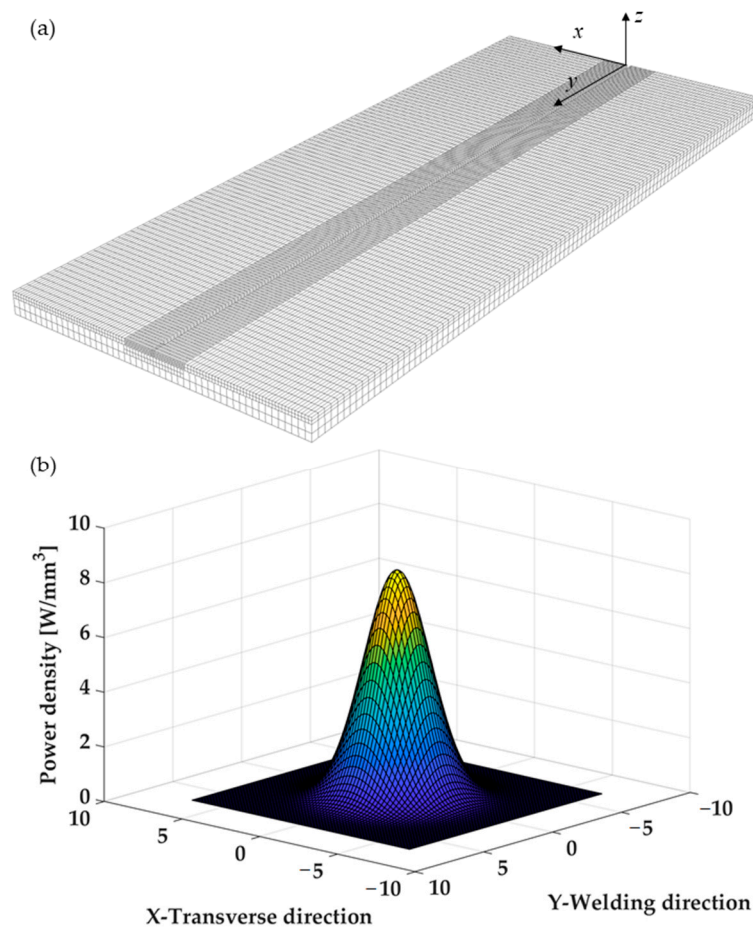 (a)
z
x
y
(b)
Power density [W/mm³]
10
8
6
4
2
0
10
5
0
−5
−10
10
5
0
−5
−10
X-Transverse direction
Y-Welding direction